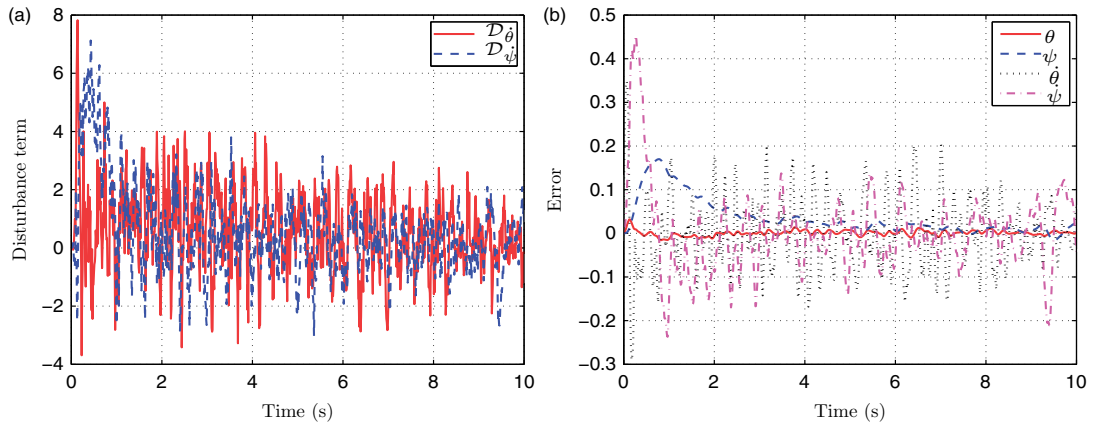 (a)
8
6
4
2
0
−2
−4
0
2
4
6
8
10
Disturbance term
Time (s)
𝒟_θ̇
𝒟_ψ̇
(b)
0.5
0.4
0.3
0.2
0.1
0
−0.1
−0.2
−0.3
0
2
4
6
8
10
Error
Time (s)
θ
ψ
θ̇
ψ̇